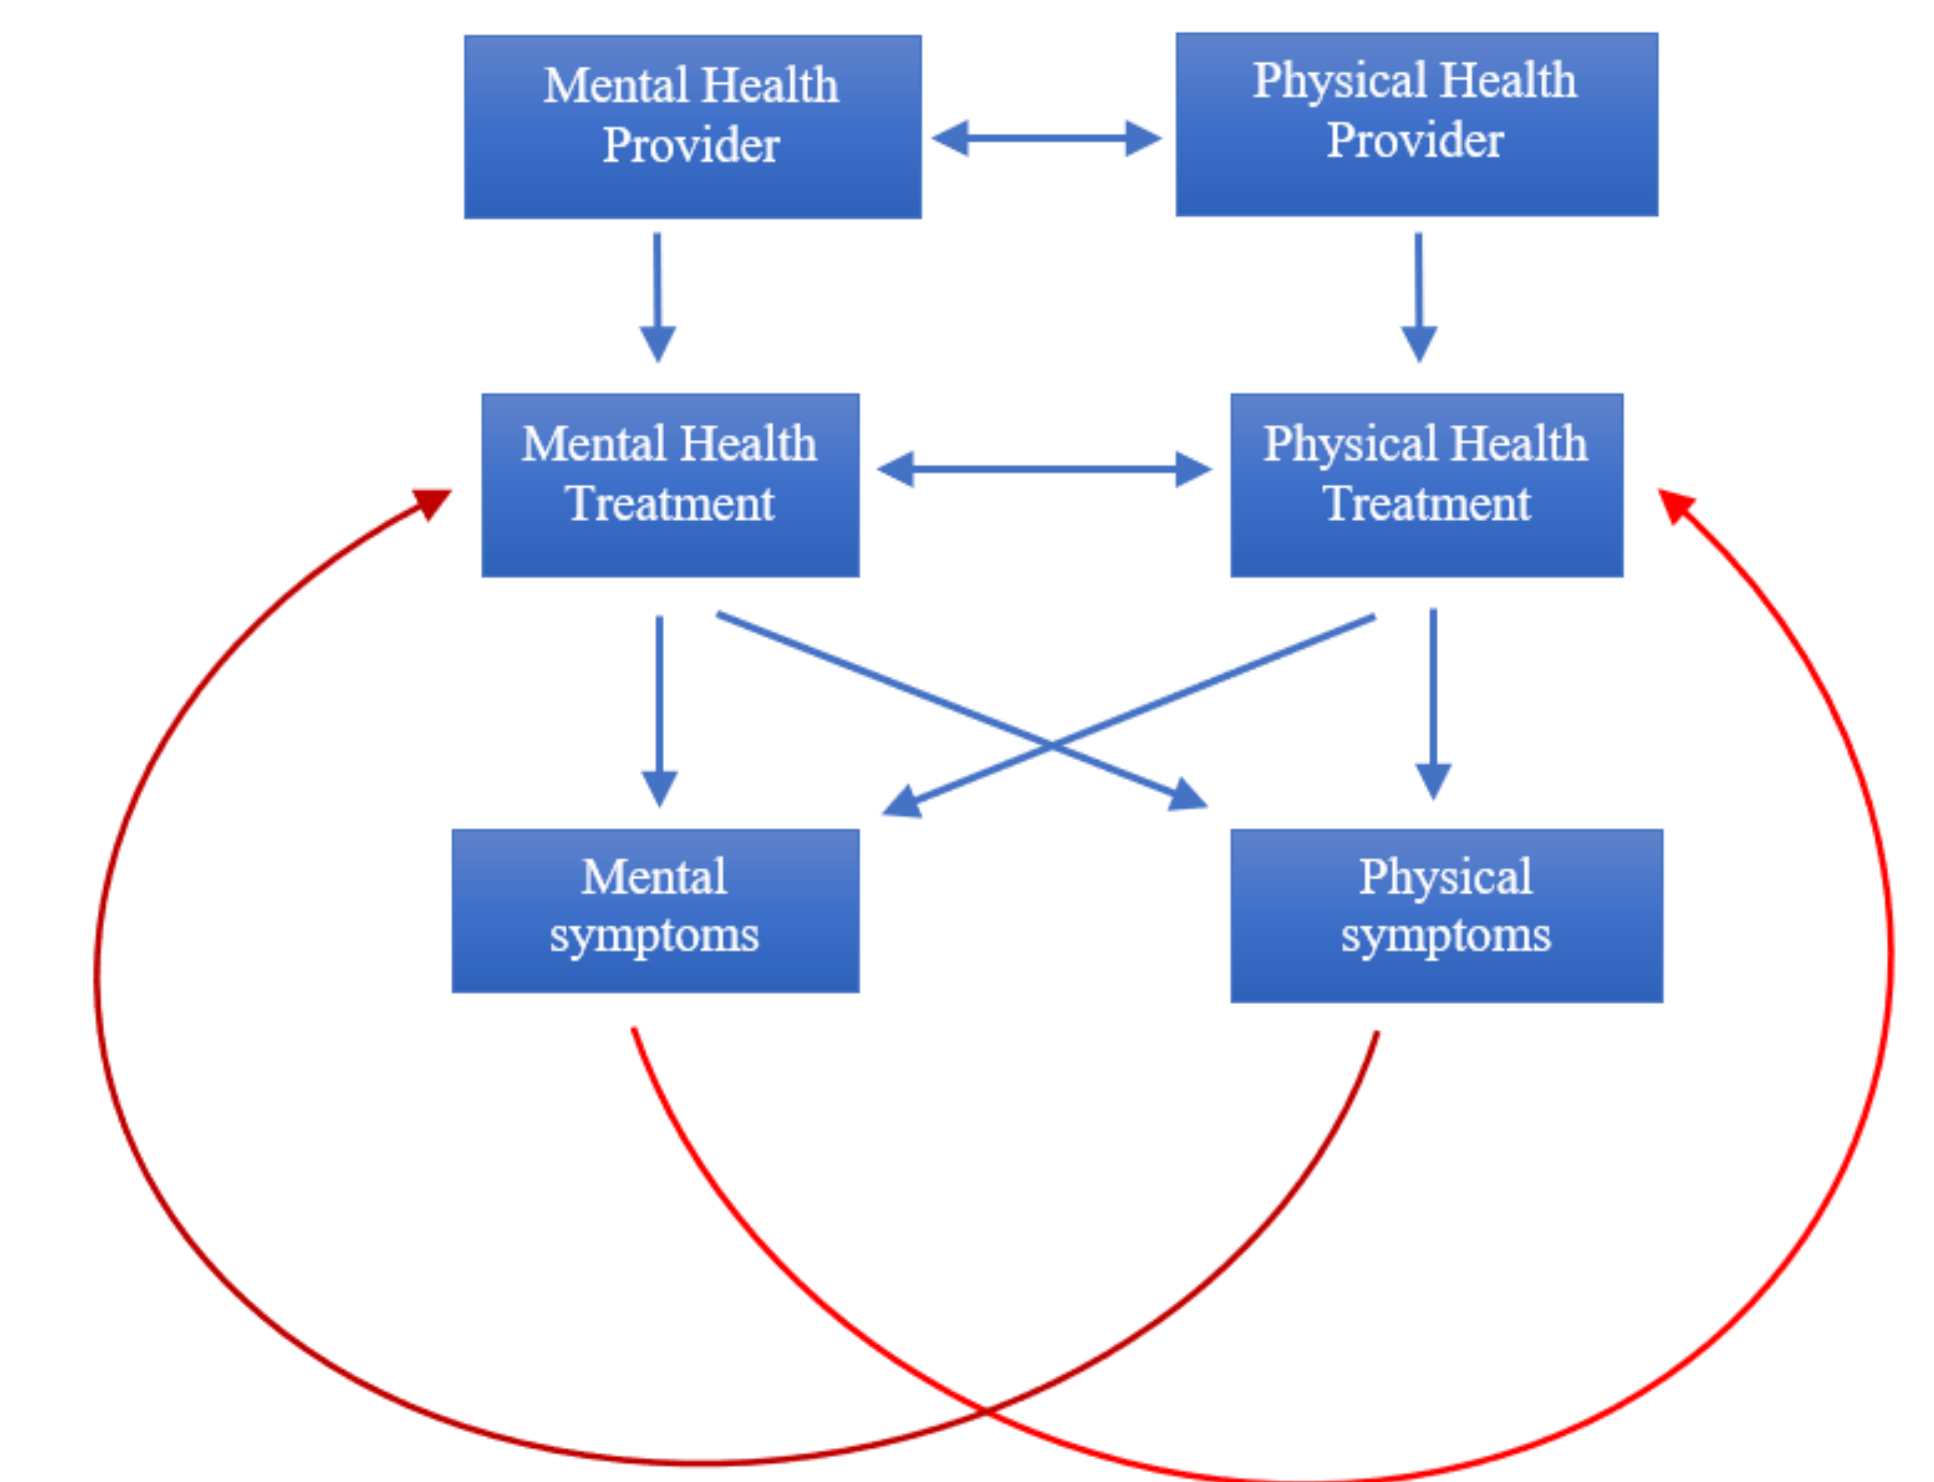 Mental Health
Provider
Physical Health
Provider
Mental Health
Treatment
Physical Health
Treatment
Mental
symptoms
Physical
symptoms